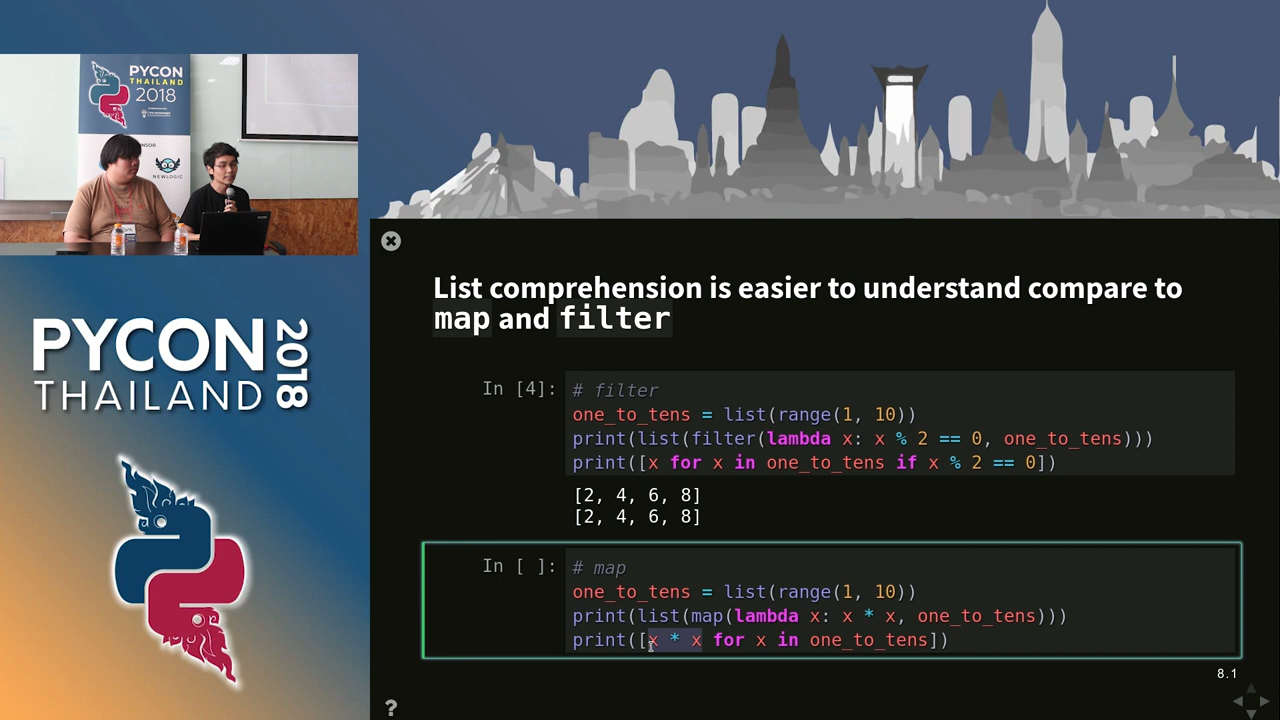 PYCON
THAILAND
2018
NEWLOGIC
PYCON 2018
THAILAND
List comprehension is easier to understand compare to
map and filter
In [4]:
# filter
one_to_tens = list(range(1, 10))
print(list(filter(lambda x: x % 2 == 0, one_to_tens)))
print([x for x in one_to_tens if x % 2 == 0])
[2, 4, 6, 8]
[2, 4, 6, 8]
In [ ]:
# map
one_to_tens = list(range(1, 10))
print(list(map(lambda x: x * x, one_to_tens)))
print([x * x for x in one_to_tens])
8.1
?